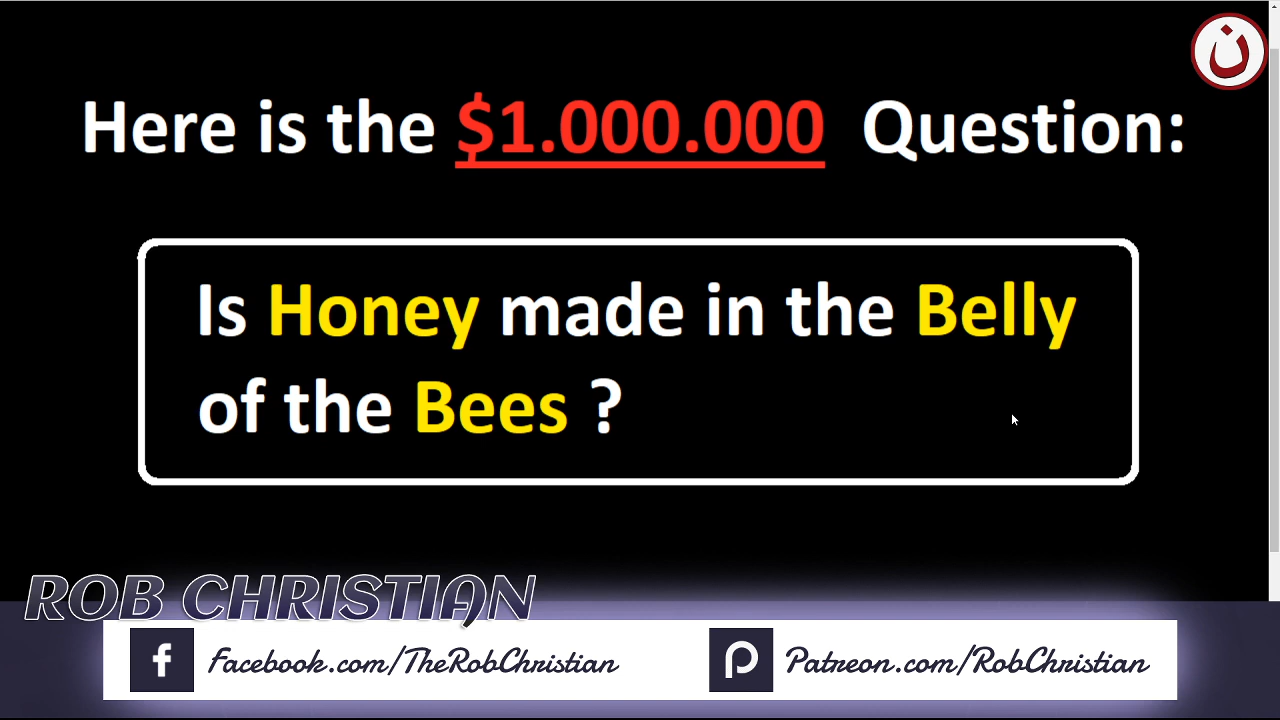 ن
Here is the $1.000.000 Question:
Is Honey made in the Belly
of the Bees ?
ROB CHRISTIAN
f Facebook.com/TheRobChristian
Patreon.com/RobChristian